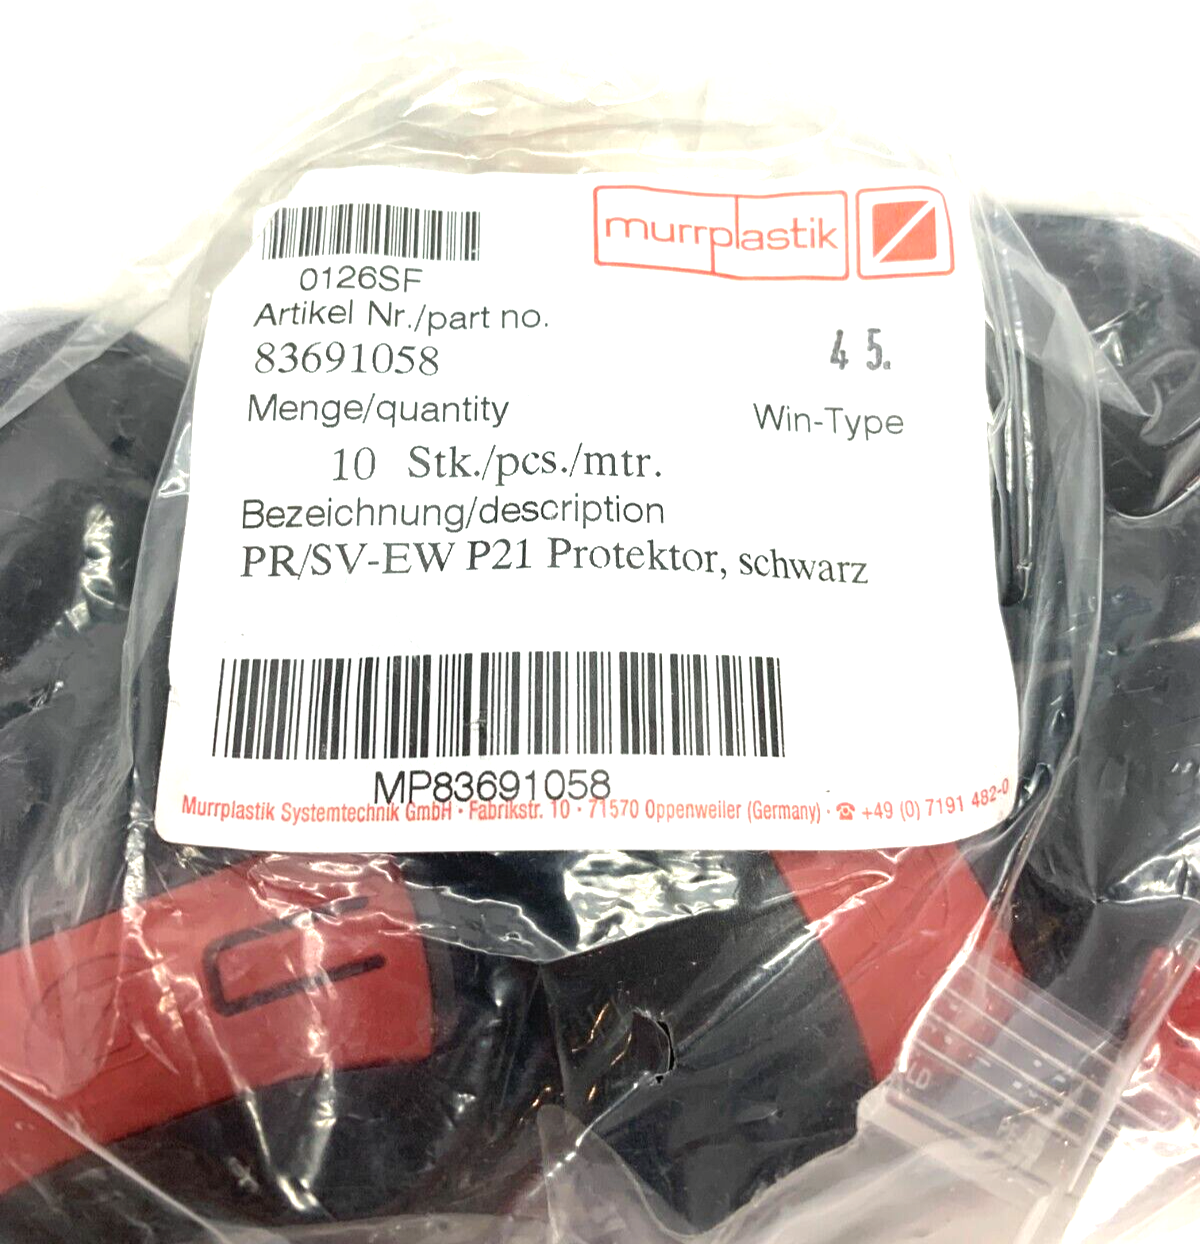 murrplastik
0126SF
Artikel Nr./part no.
83691058
4 5.
Menge/quantity
Win-Type
10 Stk./pcs./mtr.
Bezeichnung/description
PR/SV-EW P21 Protektor, schwarz
MP83691058
Murrplastik Systemtechnik GmbH · Fabrikstr. 10 · 71570 Oppenweiler (Germany) · ☎ +49 (0) 7191 482-0
LD